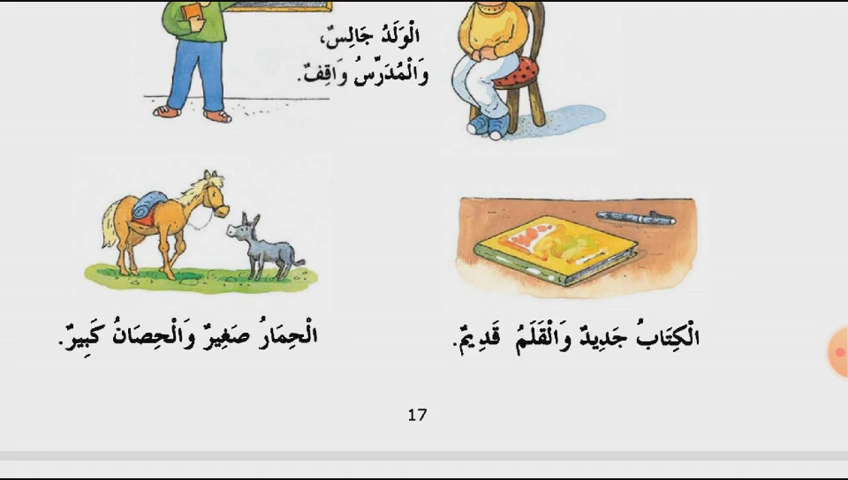 الْوَلَدُ جَالِسٌ،
وَالْمُدَرِّسُ وَاقِفٌ.
الْكِتَابُ جَدِيدٌ وَالْقَلَمُ قَدِيمٌ.
الْحِمَارُ صَغِيرٌ وَالْحِصَانُ كَبِيرٌ.
17